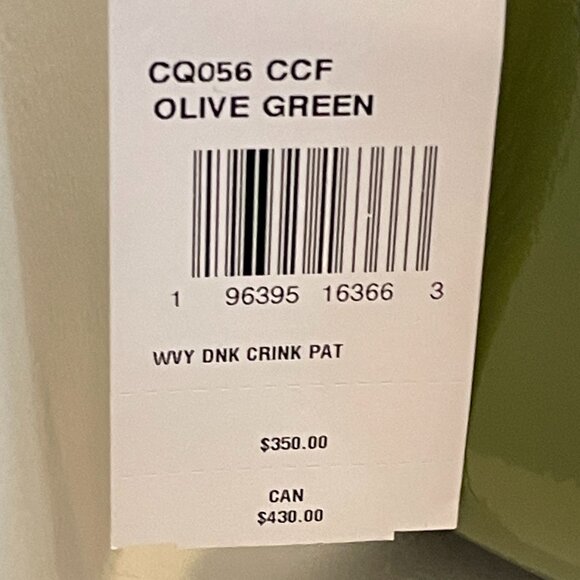 CQ056 CCF
OLIVE GREEN
1 96395 16366 3
WVY DNK CRINK PAT
$350.00
CAN
$430.00